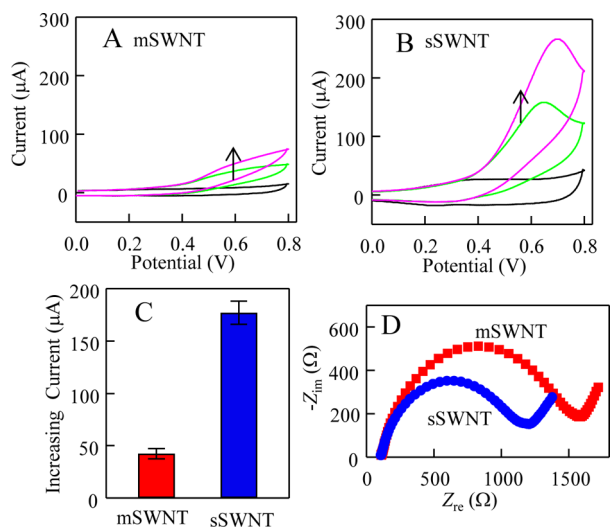 A mSWNT
300
200
100
0
Current (μA)
0.0 0.2 0.4 0.6 0.8
Potential (V)
B sSWNT
300
200
100
0
Current (μA)
0.0 0.2 0.4 0.6 0.8
Potential (V)
C
200
150
100
50
0
Increasing Current (μA)
mSWNT sSWNT
D
mSWNT
sSWNT
600
400
200
0
-Zim (Ω)
0 500 1000 1500
Zre (Ω)